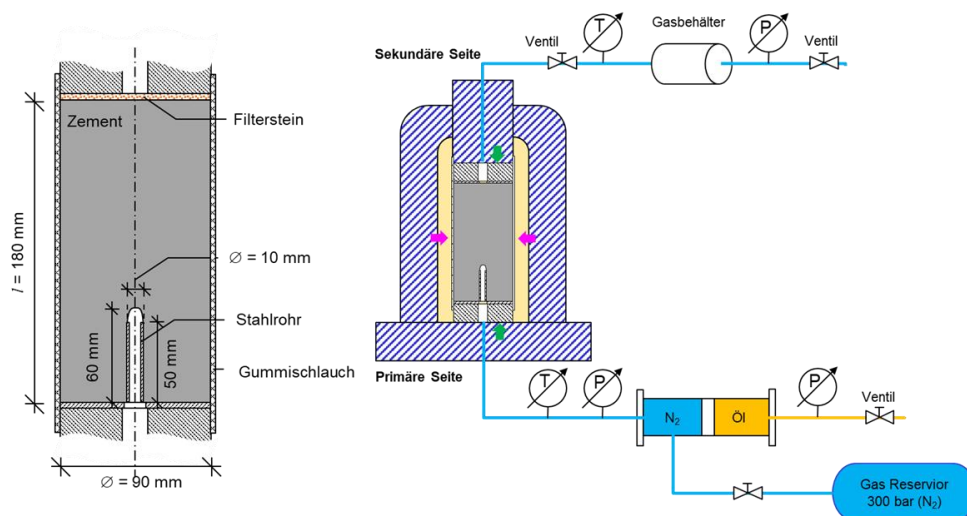 Zement
Filterstein
l = 180 mm
∅ = 10 mm
60 mm
50 mm
Stahlrohr
Gummischlauch
∅ = 90 mm
Sekundäre Seite
Ventil
T
Gasbehälter
P
Ventil
Primäre Seite
T
P
N₂
Öl
P
Ventil
Gas Reservior
300 bar (N₂)